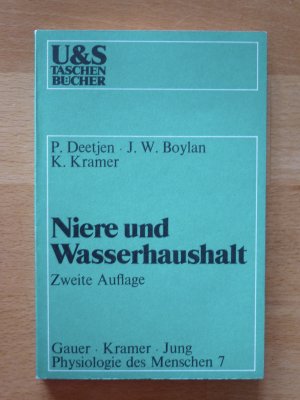 U&S
TASCHEN
BÜCHER
P. Deetjen · J. W. Boylan
K. Kramer
Niere und
Wasserhaushalt
Zweite Auflage
Gauer · Kramer · Jung
Physiologie des Menschen 7